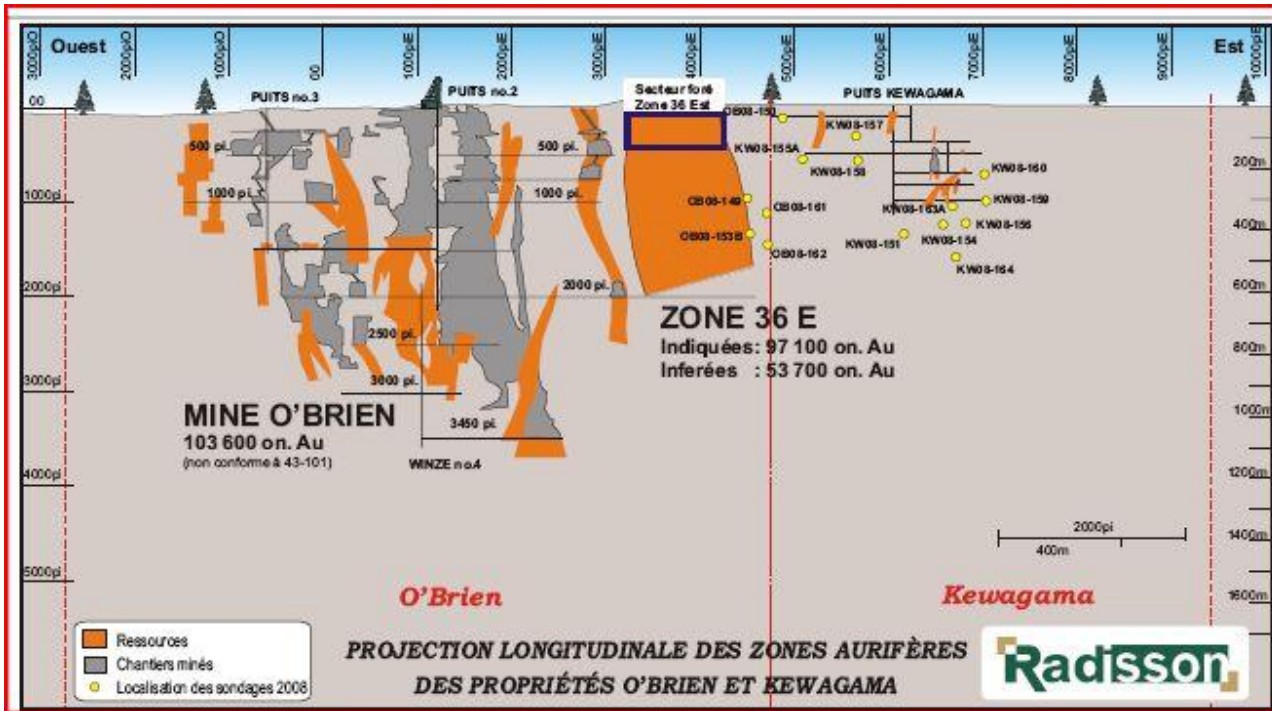 3000piO
2000piO
1000piO
00
1000piE
2000piE
3000piE
4000piE
5000piE
6000piE
7000piE
8000piE
9000piE
10000piE
Ouest
Est
00
PUITS no.3
PUITS no.2
Secteur foré
Zone 36 Est
PUITS KEWAGAMA
OB08-150
KW08-157
500 pi.
500 pi.
KW08-155A
KW08-158
KW08-160
200m
1000pi
1000 pi.
1000 pi.
OB08-149
OB08-161
KW08-163A
KW08-159
KW08-156
400m
OB08-153B
OB08-162
KW08-151
KW08-154
KW08-164
2000pi
2000 pi.
600m
ZONE 36 E
Indiquées: 97 100 on. Au
Inferées : 53 700 on. Au
2500 pi.
800m
3000pi
3000 pi.
MINE O'BRIEN
103 600 on. Au
(non conforme à 43-101)
3450 pi.
WINZE no.4
1000m
4000pi
1200m
2000pi
400m
1400m
5000pi
O'Brien
Kewagama
1600m
Ressources
Chantiers minés
Localisation des sondages 2008
PROJECTION LONGITUDINALE DES ZONES AURIFÈRES
DES PROPRIÉTÉS O'BRIEN ET KEWAGAMA
Radisson